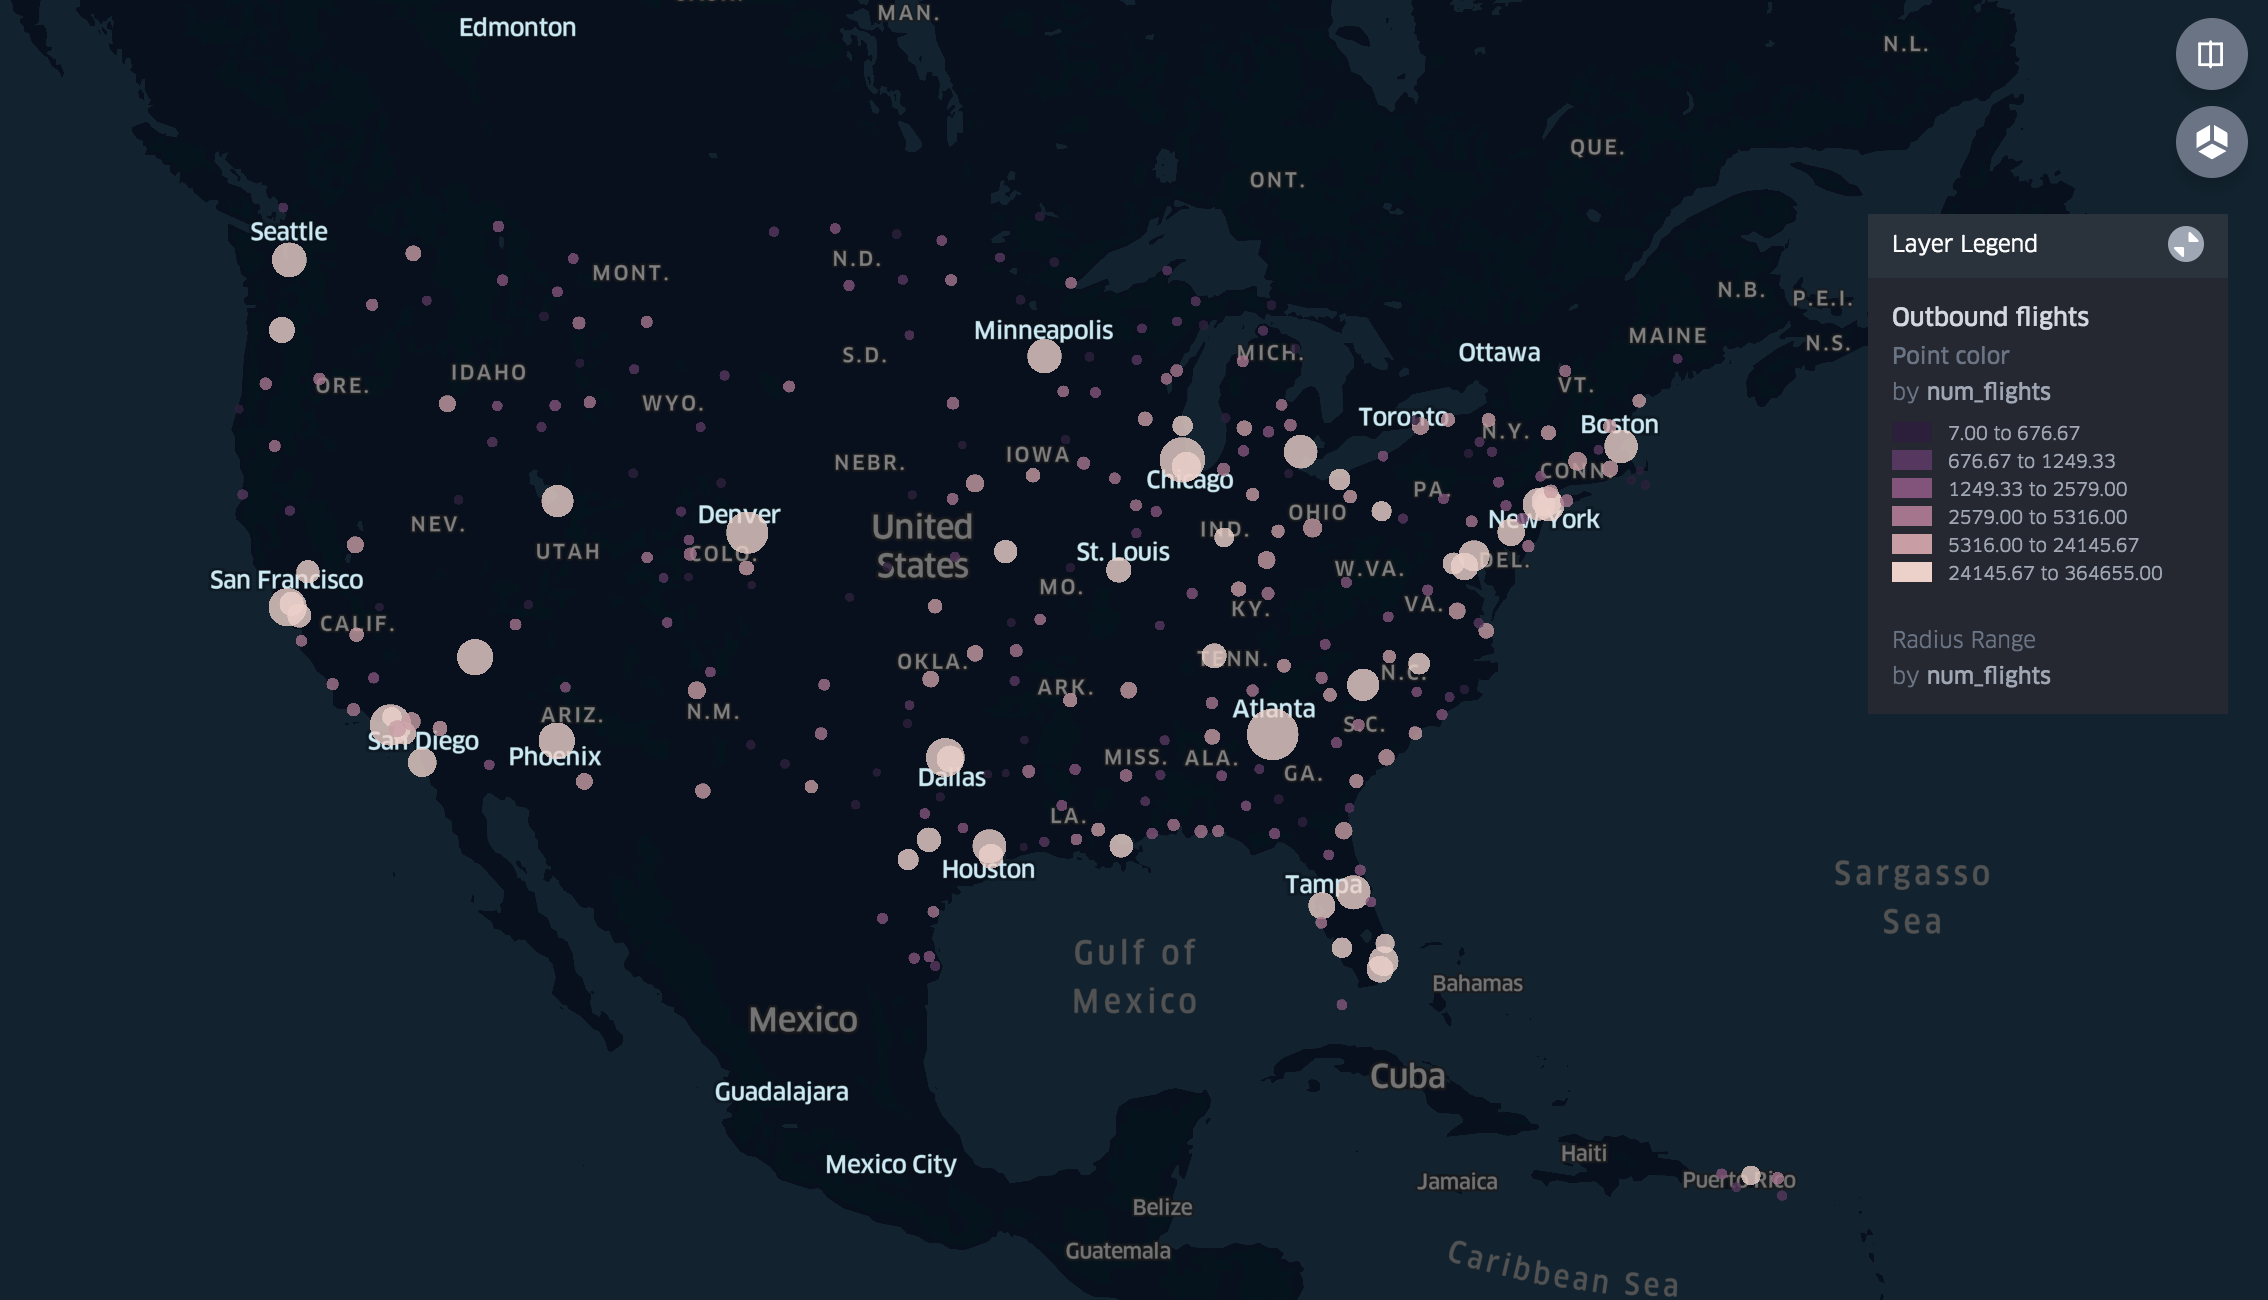 MAN.
Edmonton
N.L.
QUE.
ONT.
Seattle
MONT.
N.D.
N.B.
P.E.I.
Minneapolis
MAINE
N.S.
S.D.
MICH.
Ottawa
IDAHO
ORE.
VT.
WYO.
Toronto
Boston
N.Y.
IOWA
NEBR.
CONN
Chicago
PA.
Denver
NEV.
United
States
OHIO
New York
IND.
UTAH
COLO.
St. Louis
DEL.
W.VA.
San Francisco
MO.
KY.
VA.
CALIF.
OKLA.
TENN.
N.C.
ARK.
ARIZ.
N.M.
Atlanta
S.C.
San Diego
Phoenix
MISS.
ALA.
GA.
Dallas
LA.
Houston
Tampa
Sargasso
Sea
Gulf of
Mexico
Bahamas
Mexico
Cuba
Guadalajara
Mexico City
Haiti
Jamaica
Puerto Rico
Belize
Guatemala
Caribbean Sea
Layer Legend
Outbound flights
Point color
by num_flights
7.00 to 676.67
676.67 to 1249.33
1249.33 to 2579.00
2579.00 to 5316.00
5316.00 to 24145.67
24145.67 to 364655.00
Radius Range
by num_flights